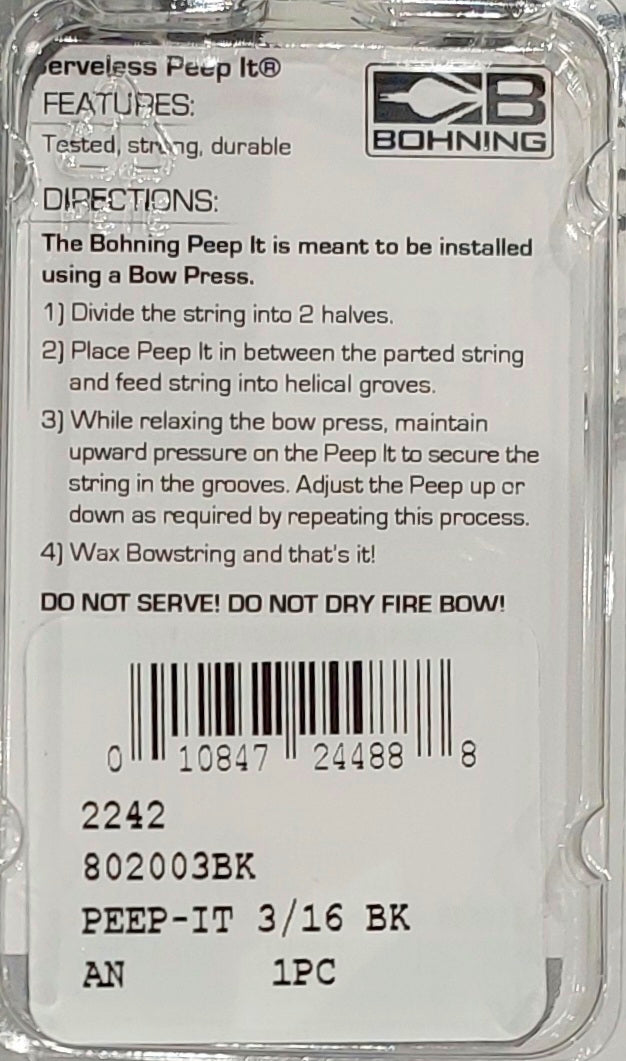 erveless Peep It®
BOHNING
FEATURES:
Tested, strong, durable
DIRECTIONS:
The Bohning Peep It is meant to be installed
using a Bow Press.
1) Divide the string into 2 halves.
2) Place Peep It in between the parted string
and feed string into helical groves.
3) While relaxing the bow press, maintain
upward pressure on the Peep It to secure the
string in the grooves. Adjust the Peep up or
down as required by repeating this process.
4) Wax Bowstring and that's it!
DO NOT SERVE! DO NOT DRY FIRE BOW!
0 10847 24488 8
2242
802003BK
PEEP-IT 3/16 BK
AN 1PC